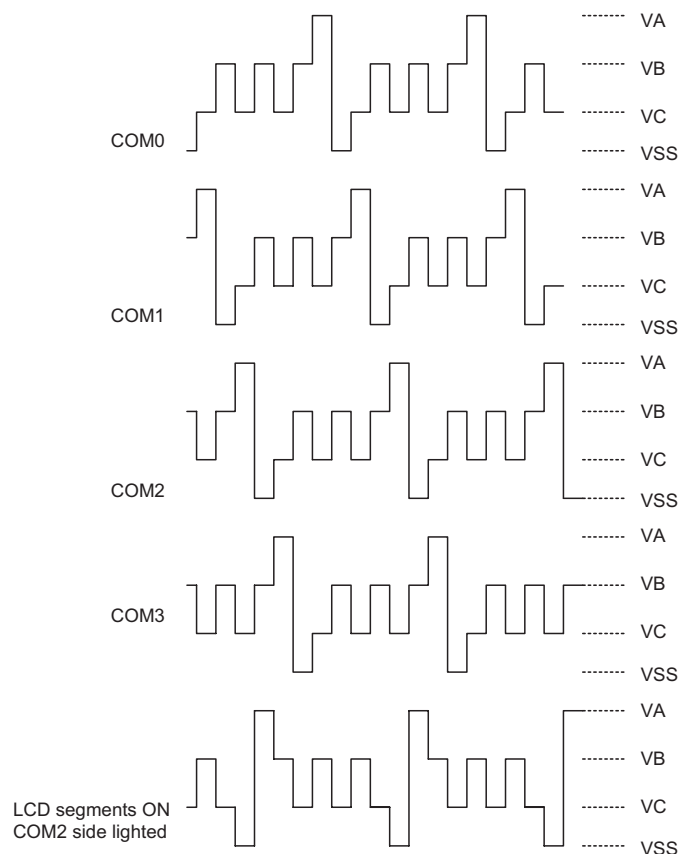 VA
VB
VC
COM0
VSS
VA
VB
VC
COM1
VSS
VA
VB
VC
COM2
VSS
VA
VB
COM3
VC
VSS
VA
VB
LCD segments ON
VC
COM2 side lighted
VSS